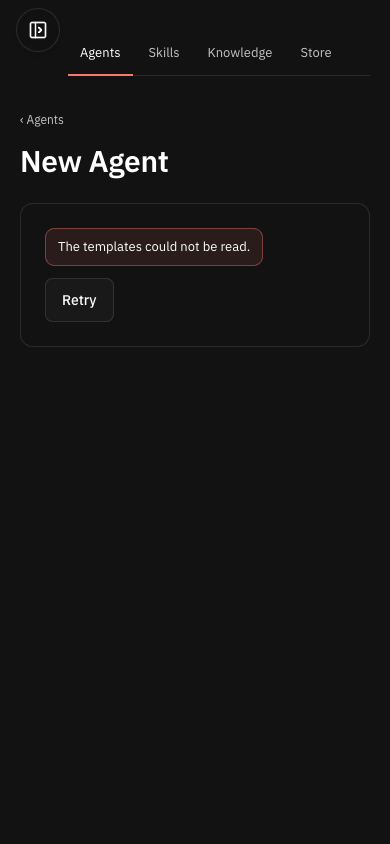 Agents Skills Knowledge Store
‹ Agents
New Agent
The templates could not be read.
Retry